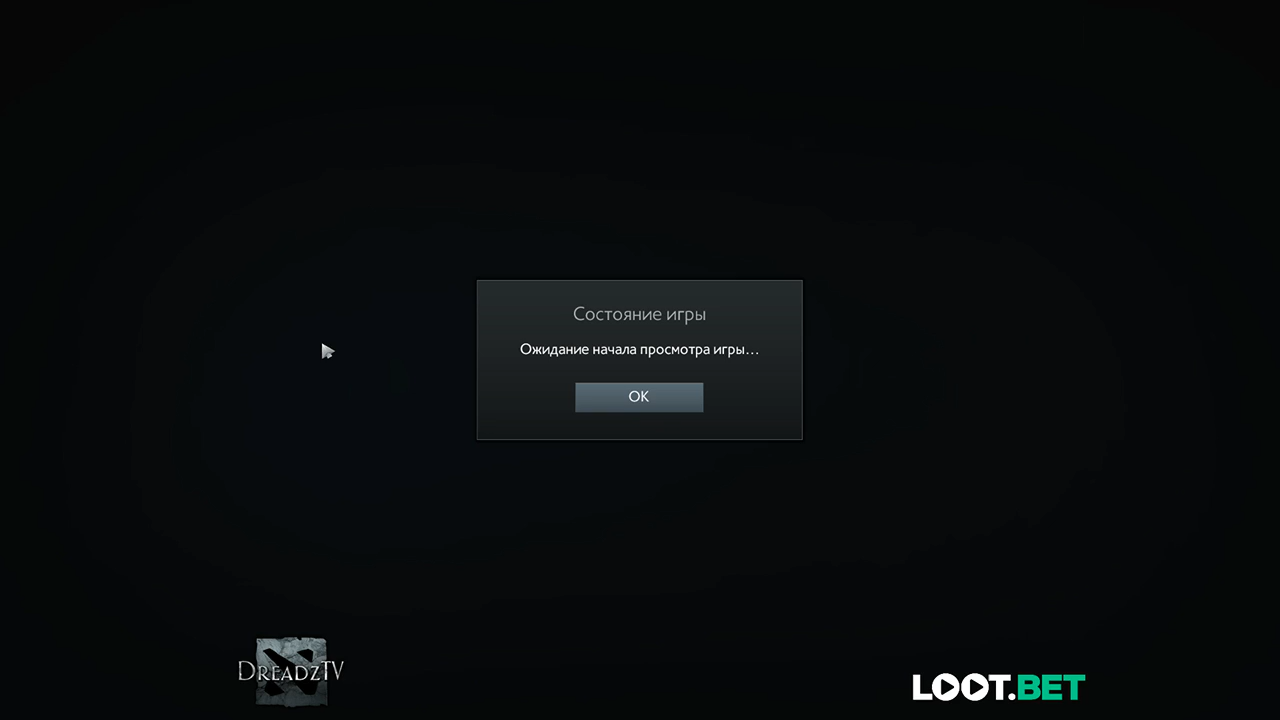 Состояние игры
Ожидание начала просмотра игры...
OK
DREADZTV
LOOT.BET